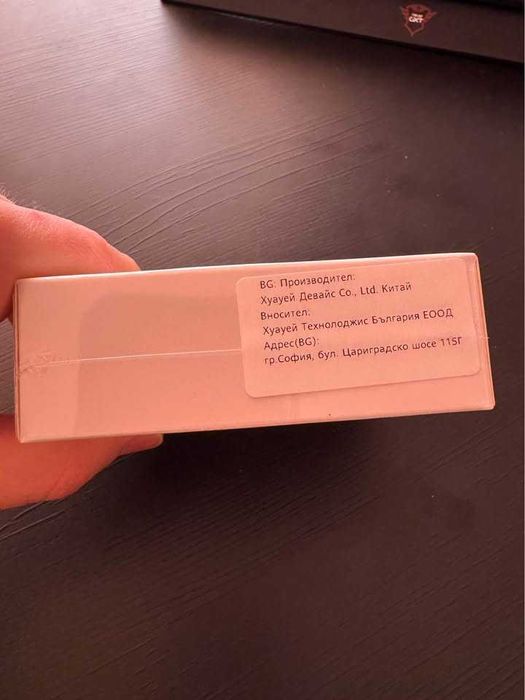 GXT
BG: Производител:
Хуауей Девайс Co., Ltd. Китай
Вносител:
Хуауей Технолоджис България ЕООД
Адрес(BG):
гр.София, бул. Цариградско шосе 115Г